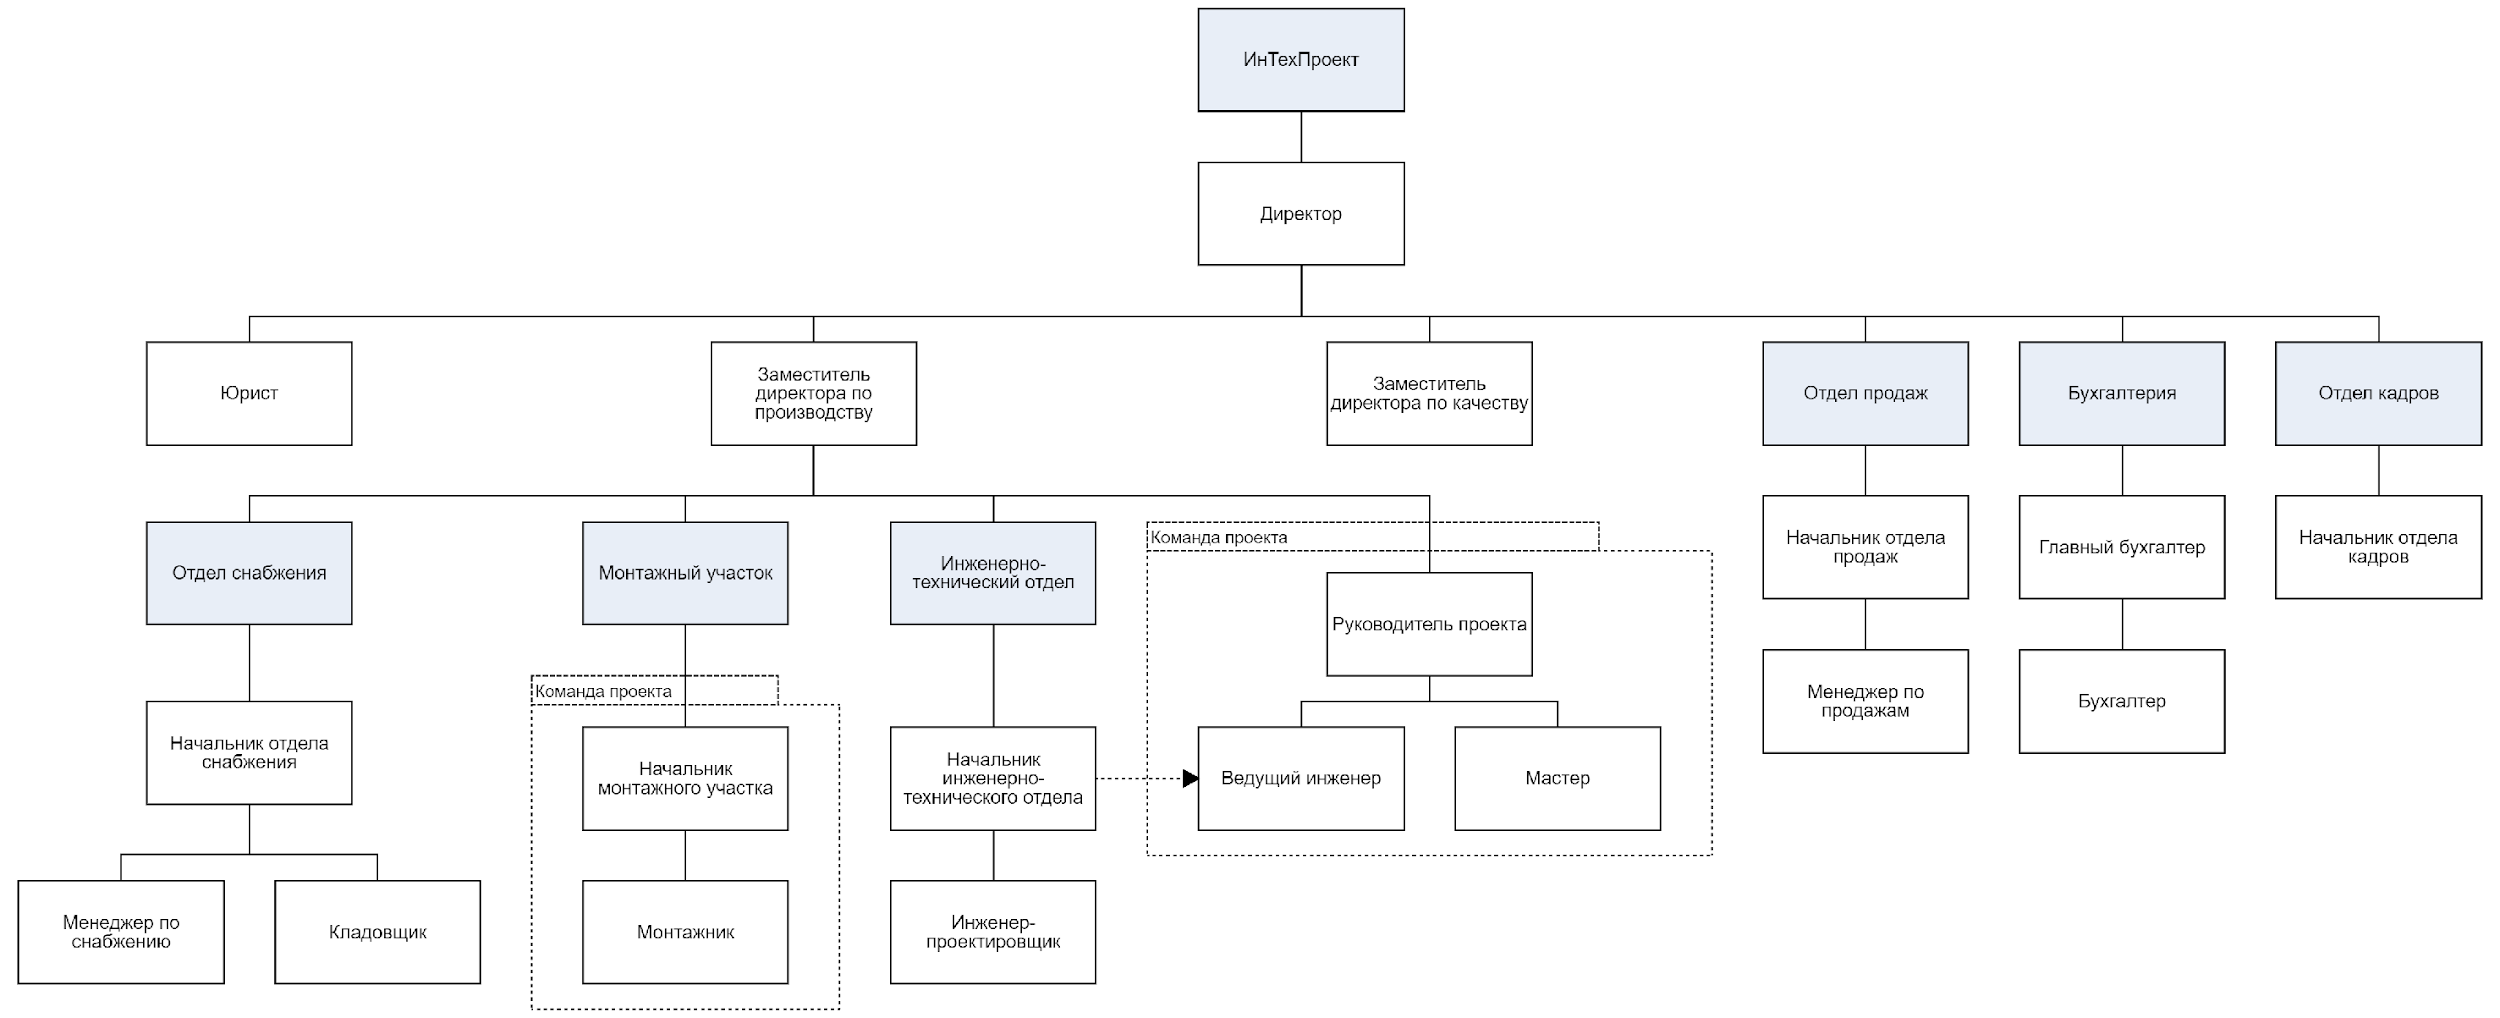 ИнТехПроект
Директор
Юрист
Заместитель
директора по
производству
Заместитель
директора по качеству
Отдел продаж
Бухгалтерия
Отдел кадров
Отдел снабжения
Монтажный участок
Инженерно-
технический отдел
Команда проекта
Руководитель проекта
Начальник отдела
продаж
Главный бухгалтер
Начальник отдела
кадров
Начальник отдела
снабжения
Команда проекта
Начальник
монтажного участка
Начальник
инженерно-
технического отдела
Ведущий инженер
Мастер
Менеджер по
продажам
Бухгалтер
Менеджер по
снабжению
Кладовщик
Монтажник
Инженер-
проектировщик